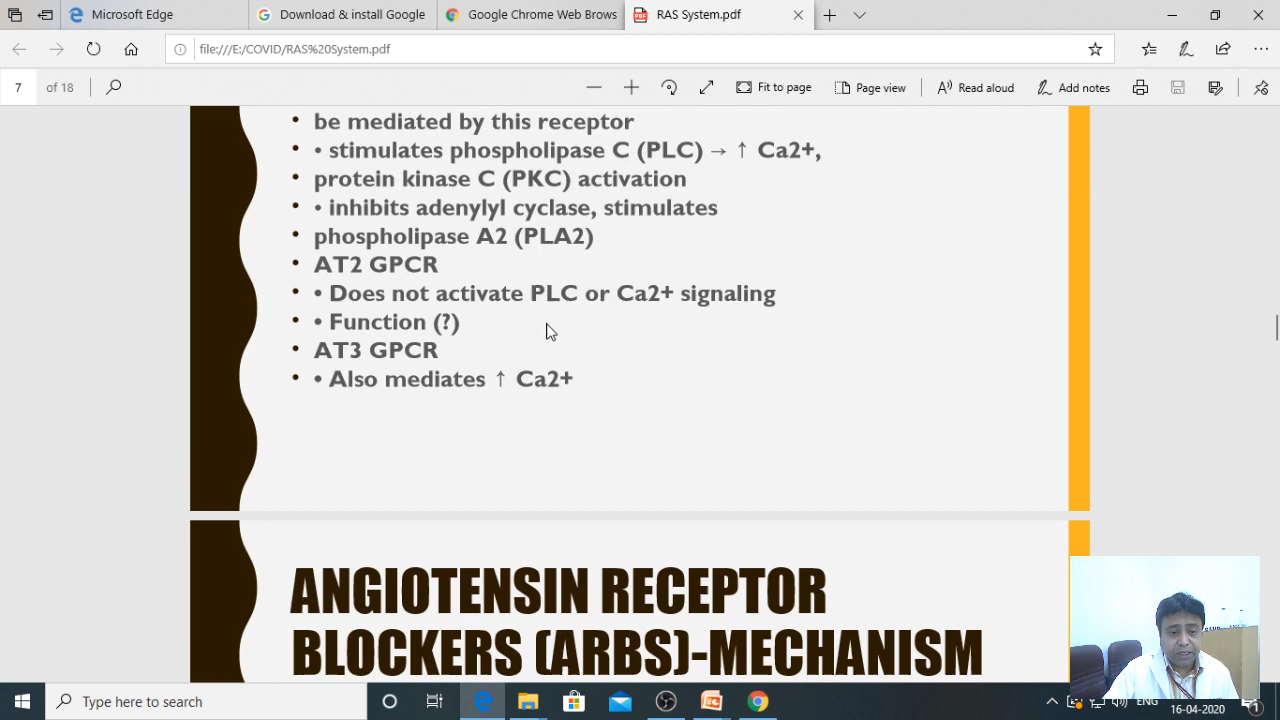 Microsoft Edge
Download & install Google
Google Chrome Web Brows
RAS System.pdf
file:///E:/COVID/RAS%20System.pdf
7 of 18
Fit to page
Page view
Read aloud
Add notes
• be mediated by this receptor
• • stimulates phospholipase C (PLC) → ↑ Ca2+,
• protein kinase C (PKC) activation
• • inhibits adenylyl cyclase, stimulates
• phospholipase A2 (PLA2)
• AT2 GPCR
• • Does not activate PLC or Ca2+ signaling
• • Function (?)
• AT3 GPCR
• • Also mediates ↑ Ca2+
ANGIOTENSIN RECEPTOR
BLOCKERS (ARBS)-MECHANISM
Type here to search
ENG
16-04-2020
1